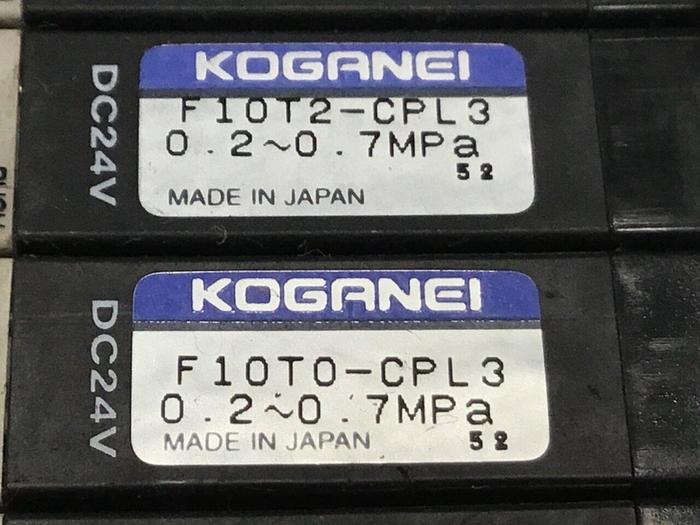 DC24V
KOGANEI
F10T2-CPL3
0.2~0.7MPa
52
MADE IN JAPAN
DC24V
KOGANEI
F10T0-CPL3
0.2~0.7MPa
MADE IN JAPAN 52